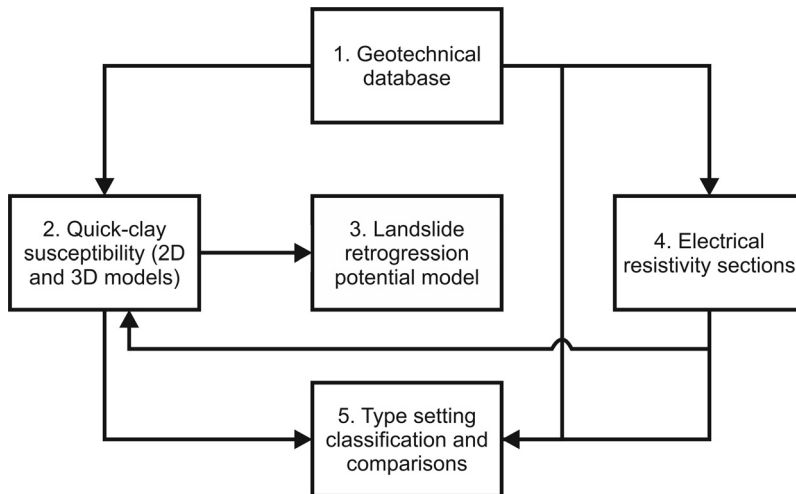 1. Geotechnical
database
2. Quick-clay
susceptibility (2D
and 3D models)
3. Landslide
retrogression
potential model
4. Electrical
resistivity sections
5. Type setting
classification and
comparisons